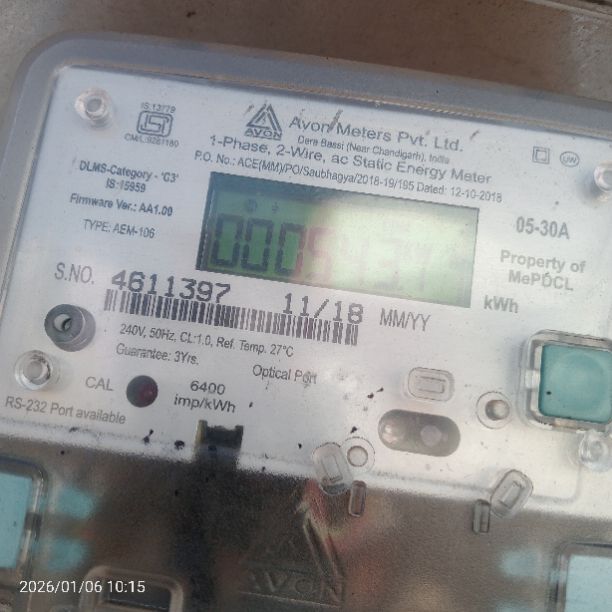 IS:13779
CM/L:9261160
AVON
Avon Meters Pvt. Ltd.
Dera Bassi (Near Chandigarh), India
1-Phase, 2-Wire, ac Static Energy Meter
P.O. No.: ACE(MM)/PO/Saubhagya/2018-19/195 Dated: 12-10-2018
DLMS-Category - 'C3'
IS:15959
Firmware Ver.: AA1.00
TYPE: AEM-106
05-30A
Property of
MePDCL
kWh
S.NO. 4611397 11/18 MM/YY
240V, 50Hz, CL:1.0, Ref. Temp. 27°C
Guarantee: 3Yrs.
Optical Port
CAL
6400
imp/kWh
RS-232 Port available
AVON
2026/01/06 10:15